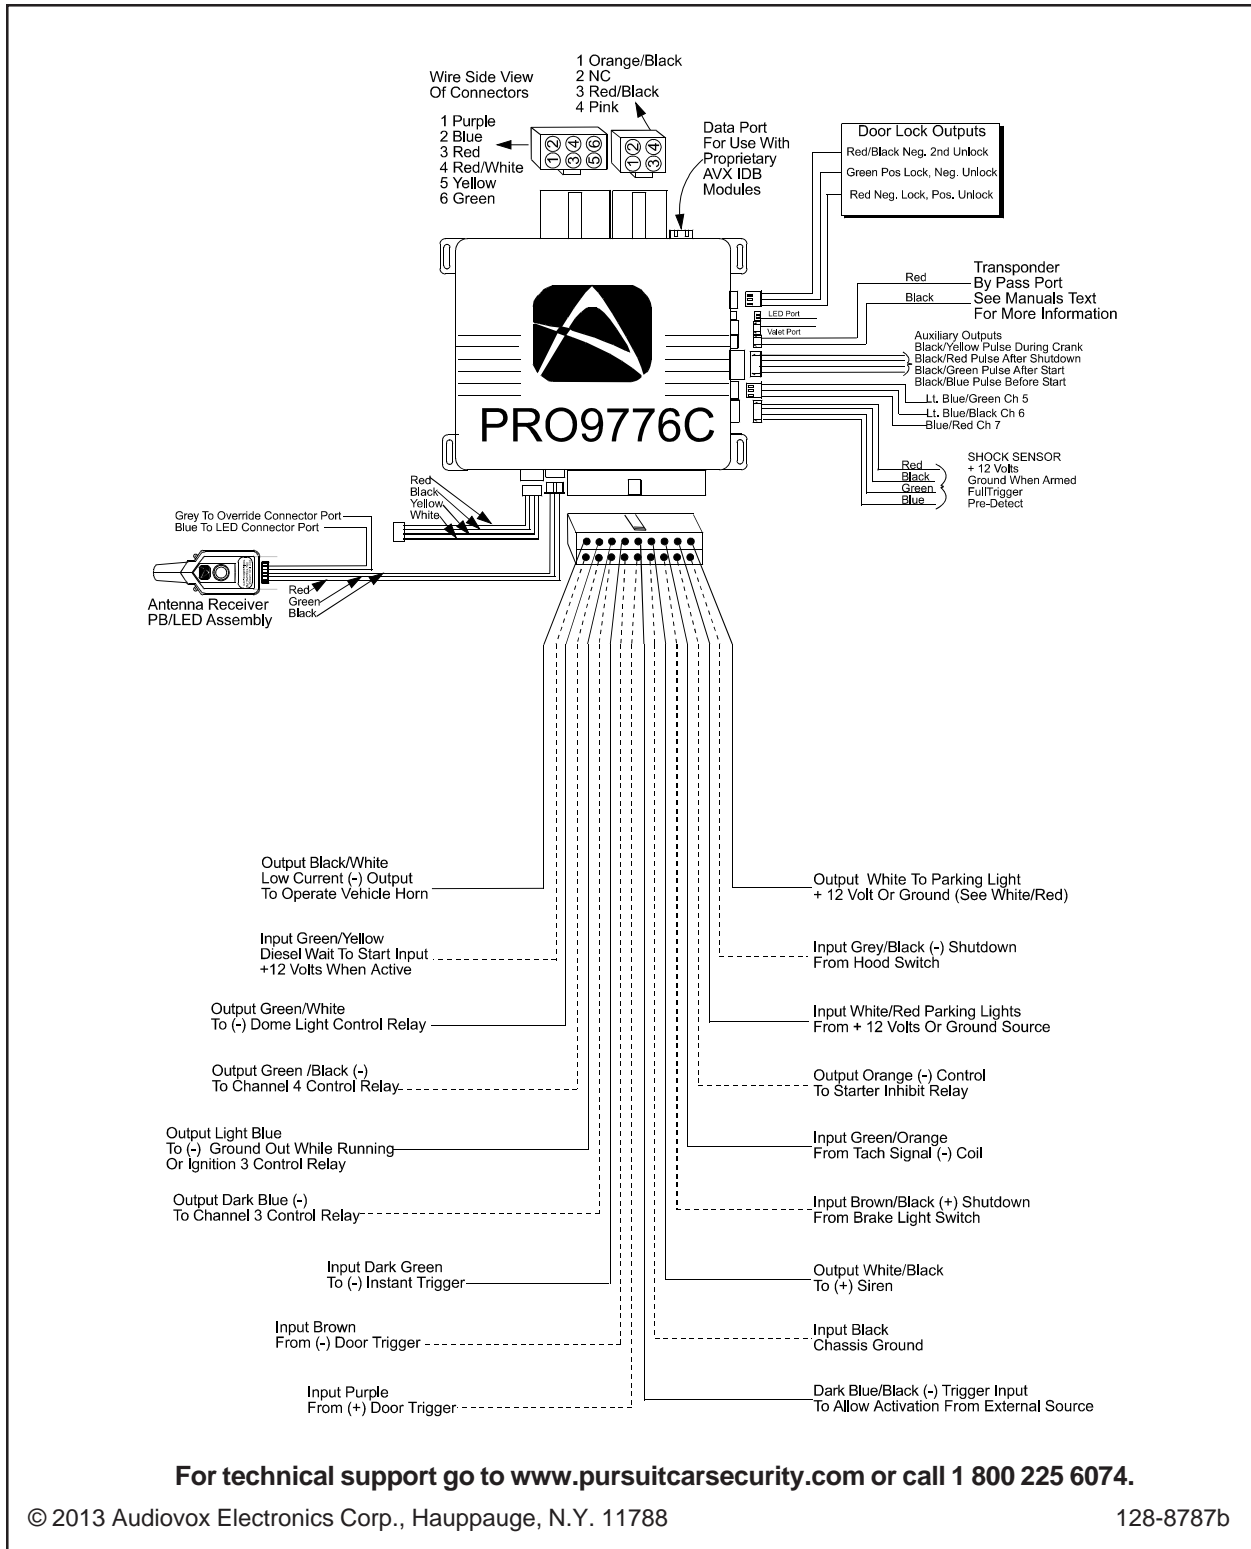 Wire Side View
Of Connectors
1 Purple
2 Blue
3 Red
4 Red/White
5 Yellow
6 Green
1 Orange/Black
2 NC
3 Red/Black
4 Pink
1 2
3 4
5 6
1 2
3 4
Data Port
For Use With
Proprietary
AVX IDB
Modules
Door Lock Outputs
Red/Black Neg. 2nd Unlock
Green Pos Lock, Neg. Unlock
Red Neg. Lock, Pos. Unlock
Red
Black
Transponder
By Pass Port
See Manuals Text
For More Information
LED Port
Valet Port
Auxiliary Outputs
Black/Yellow Pulse During Crank
Black/Red Pulse After Shutdown
Black/Green Pulse After Start
Black/Blue Pulse Before Start
Lt. Blue/Green Ch 5
Lt. Blue/Black Ch 6
Blue/Red Ch 7
PRO9776C
Red
Black
Green
Blue
SHOCK SENSOR
+ 12 Volts
Ground When Armed
FullTrigger
Pre-Detect
Red
Black
Yellow
White
Grey To Override Connector Port
Blue To LED Connector Port
Red
Green
Black
Antenna Receiver
PB/LED Assembly
Output Black/White
Low Current (-) Output
To Operate Vehicle Horn
Input Green/Yellow
Diesel Wait To Start Input
+12 Volts When Active
Output Green/White
To (-) Dome Light Control Relay
Output Green /Black (-)
To Channel 4 Control Relay
Output Light Blue
To (-) Ground Out While Running
Or Ignition 3 Control Relay
Output Dark Blue (-)
To Channel 3 Control Relay
Input Dark Green
To (-) Instant Trigger
Input Brown
From (-) Door Trigger
Input Purple
From (+) Door Trigger
Output White To Parking Light
+ 12 Volt Or Ground (See White/Red)
Input Grey/Black (-) Shutdown
From Hood Switch
Input White/Red Parking Lights
From + 12 Volts Or Ground Source
Output Orange (-) Control
To Starter Inhibit Relay
Input Green/Orange
From Tach Signal (-) Coil
Input Brown/Black (+) Shutdown
From Brake Light Switch
Output White/Black
To (+) Siren
Input Black
Chassis Ground
Dark Blue/Black (-) Trigger Input
To Allow Activation From External Source
For technical support go to www.pursuitcarsecurity.com or call 1 800 225 6074.
© 2013 Audiovox Electronics Corp., Hauppauge, N.Y. 11788
128-8787b